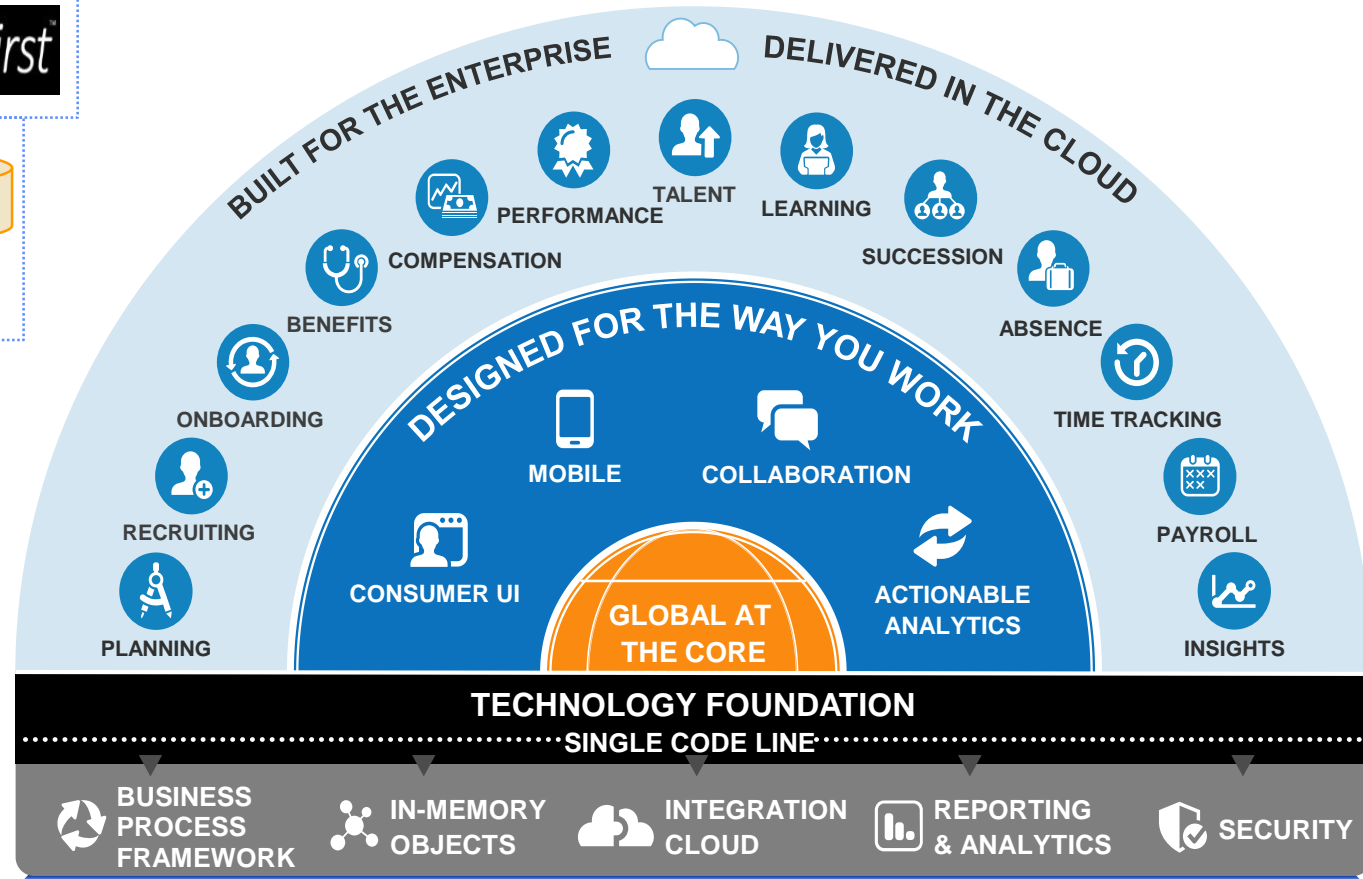 irst™
BUILT FOR THE ENTERPRISE
DELIVERED IN THE CLOUD
PLANNING
RECRUITING
ONBOARDING
BENEFITS
COMPENSATION
PERFORMANCE
TALENT
LEARNING
SUCCESSION
ABSENCE
TIME TRACKING
PAYROLL
INSIGHTS
DESIGNED FOR THE WAY YOU WORK
CONSUMER UI
MOBILE
COLLABORATION
ACTIONABLE
ANALYTICS
GLOBAL AT
THE CORE
TECHNOLOGY FOUNDATION
SINGLE CODE LINE
BUSINESS
PROCESS
FRAMEWORK
IN-MEMORY
OBJECTS
INTEGRATION
CLOUD
REPORTING
& ANALYTICS
SECURITY